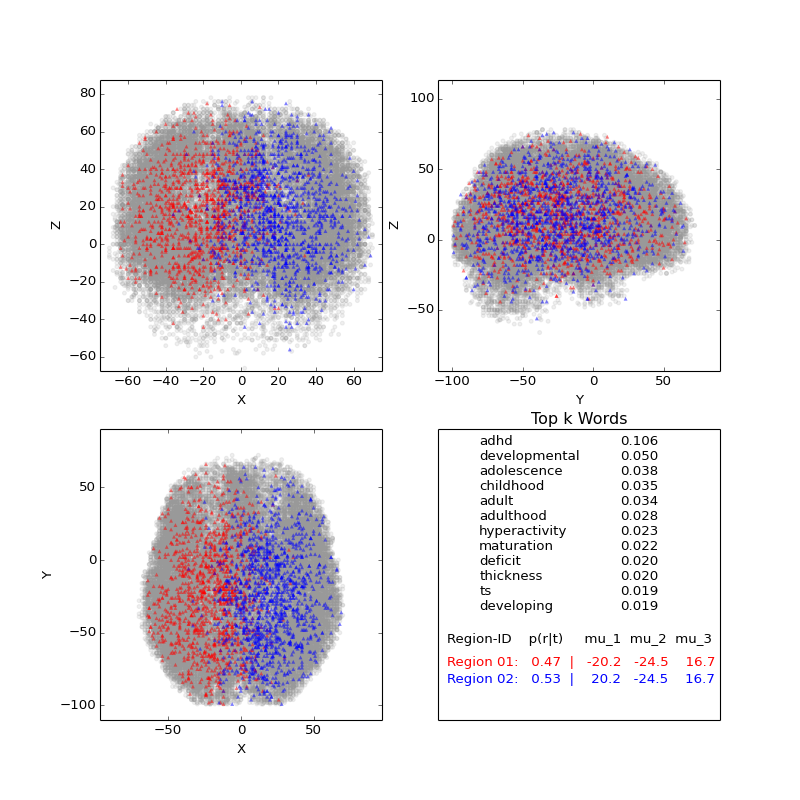 80
60
40
20
0
−20
−40
−60
Z
−60 −40 −20 0 20 40 60
X
100
50
0
−50
Z
−100 −50 0 50
Y
50
0
−50
−100
Y
−50 0 50
X
Top k Words
adhd 0.106
developmental 0.050
adolescence 0.038
childhood 0.035
adult 0.034
adulthood 0.028
hyperactivity 0.023
maturation 0.022
deficit 0.020
thickness 0.020
ts 0.019
developing 0.019
Region-ID p(r|t) mu_1 mu_2 mu_3
Region 01: 0.47 | -20.2 -24.5 16.7
Region 02: 0.53 | 20.2 -24.5 16.7